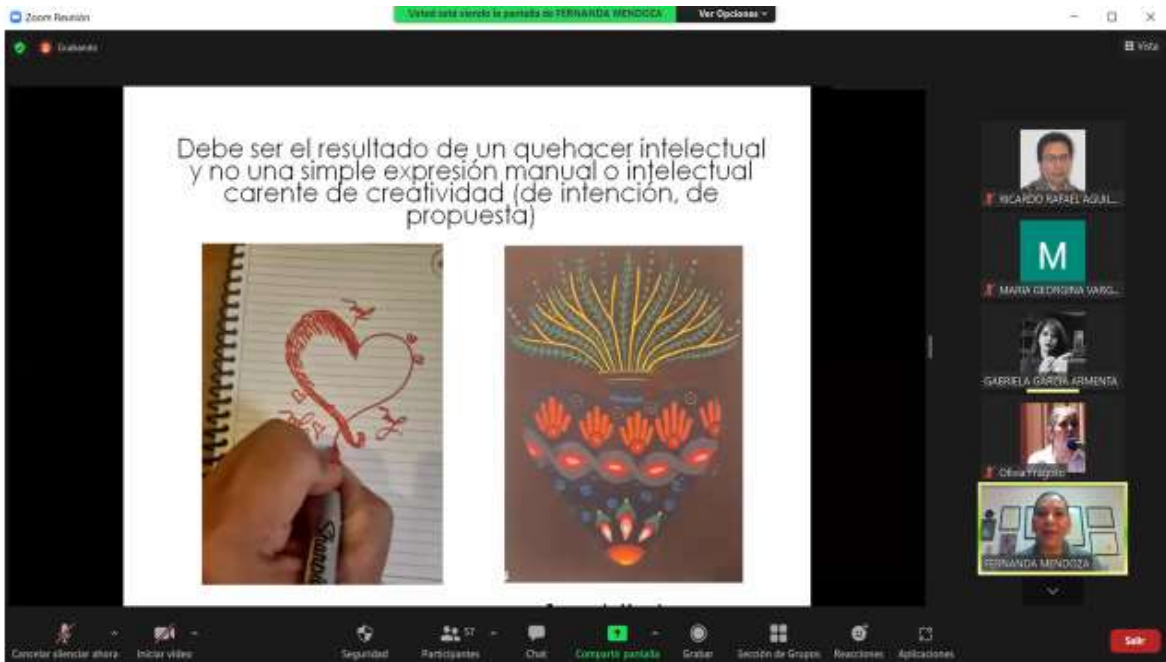 Zoom Reunión
Usted está viendo la pantalla de FERNANDA MENDOZA
Ver Opciones
Grabando
Vista
Debe ser el resultado de un quehacer intelectual
y no una simple expresión manual o intelectual
carente de creatividad (de intención, de
propuesta)
RICARDO RAFAEL AGUIL...
M
MARIA GEORGINA VARG...
GABRIELA GARCIA ARMENTA
Olivia Fragoso
FERNANDA MENDOZA
Cancelar silenciar ahora
Iniciar video
Seguridad
57
Participantes
Chat
Compartir pantalla
Grabar
Sección de Grupos
Reacciones
Aplicaciones
Salir